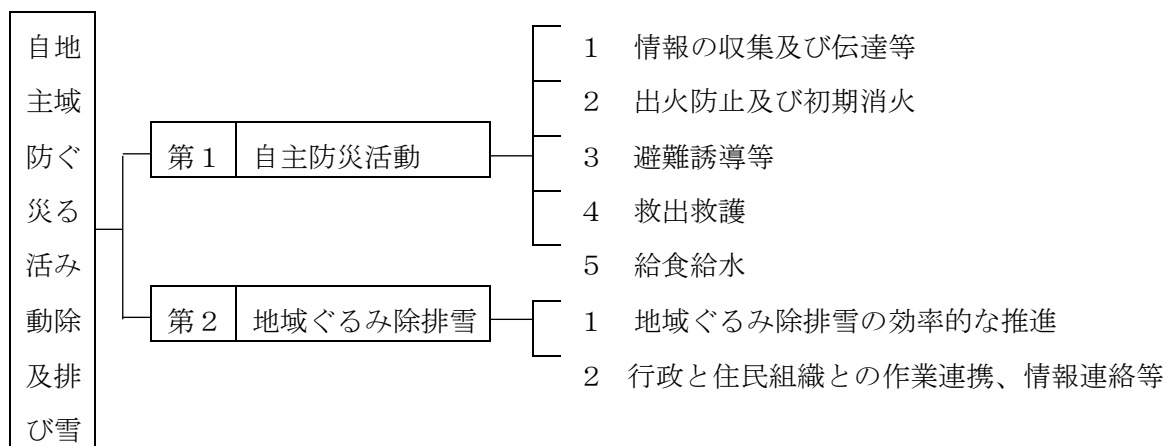 自主防災活動及び
地域ぐるみ除排雪
第１ 自主防災活動
１ 情報の収集及び伝達等
２ 出火防止及び初期消火
３ 避難誘導等
４ 救出救護
５ 給食給水
第２ 地域ぐるみ除排雪
１ 地域ぐるみ除排雪の効率的な推進
２ 行政と住民組織との作業連携、情報連絡等